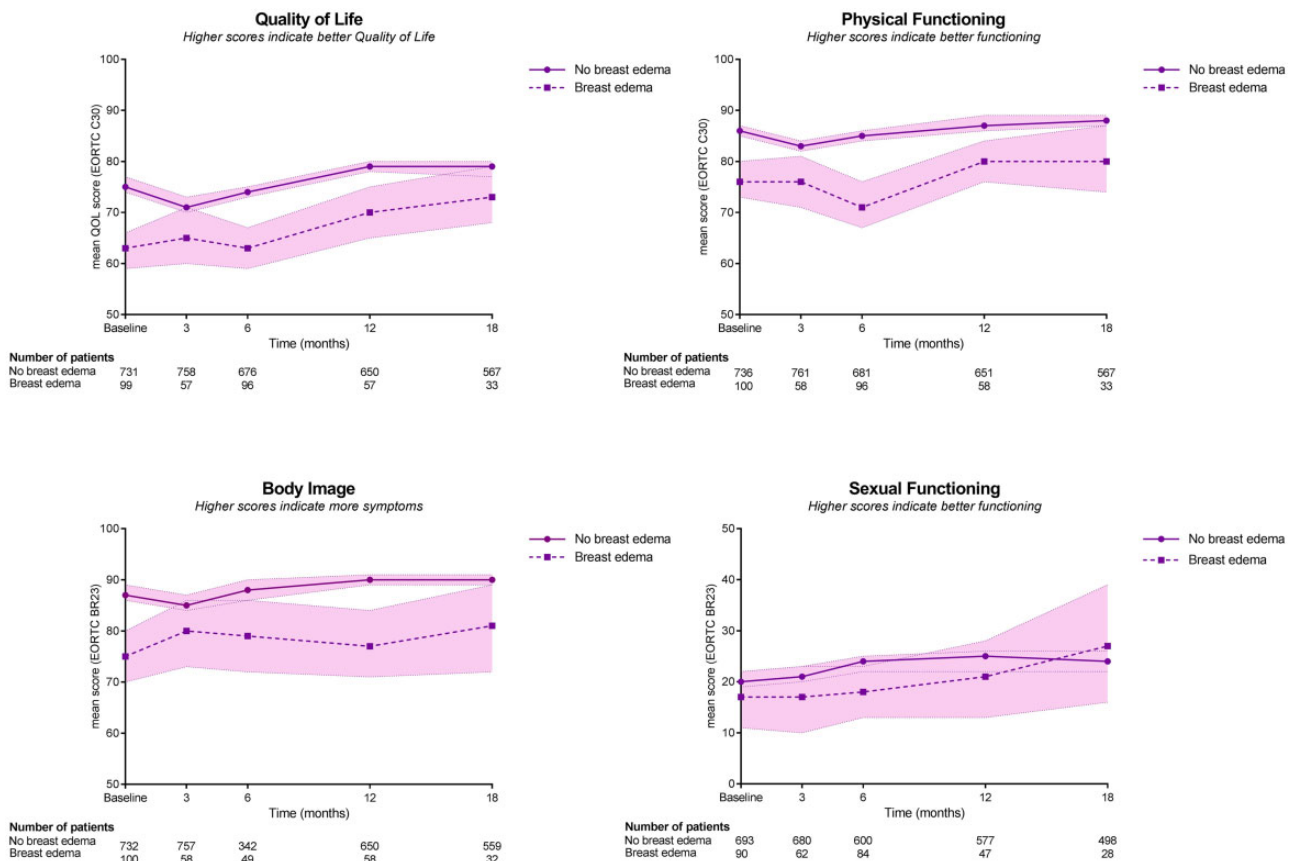 Quality of Life
Higher scores indicate better Quality of Life
No breast edema
Breast edema
mean QOL score (EORTC C30)
100
90
80
70
60
50
Baseline 3 6 12 18
Time (months)
Number of patients
No breast edema 731 758 676 650 567
Breast edema 99 57 96 57 33
Physical Functioning
Higher scores indicate better functioning
No breast edema
Breast edema
mean score (EORTC C30)
100
90
80
70
60
50
Baseline 3 6 12 18
Time (months)
Number of patients
No breast edema 736 761 681 651 567
Breast edema 100 58 96 58 33
Body Image
Higher scores indicate more symptoms
No breast edema
Breast edema
mean score (EORTC BR23)
100
90
80
70
60
50
Baseline 3 6 12 18
Time (months)
Number of patients
No breast edema 732 757 342 650 559
Breast edema 100 58 49 58 32
Sexual Functioning
Higher scores indicate better functioning
No breast edema
Breast edema
mean score (EORTC BR23)
50
40
30
20
10
0
Baseline 3 6 12 18
Time (months)
Number of patients
No breast edema 693 680 600 577 498
Breast edema 90 62 84 47 28